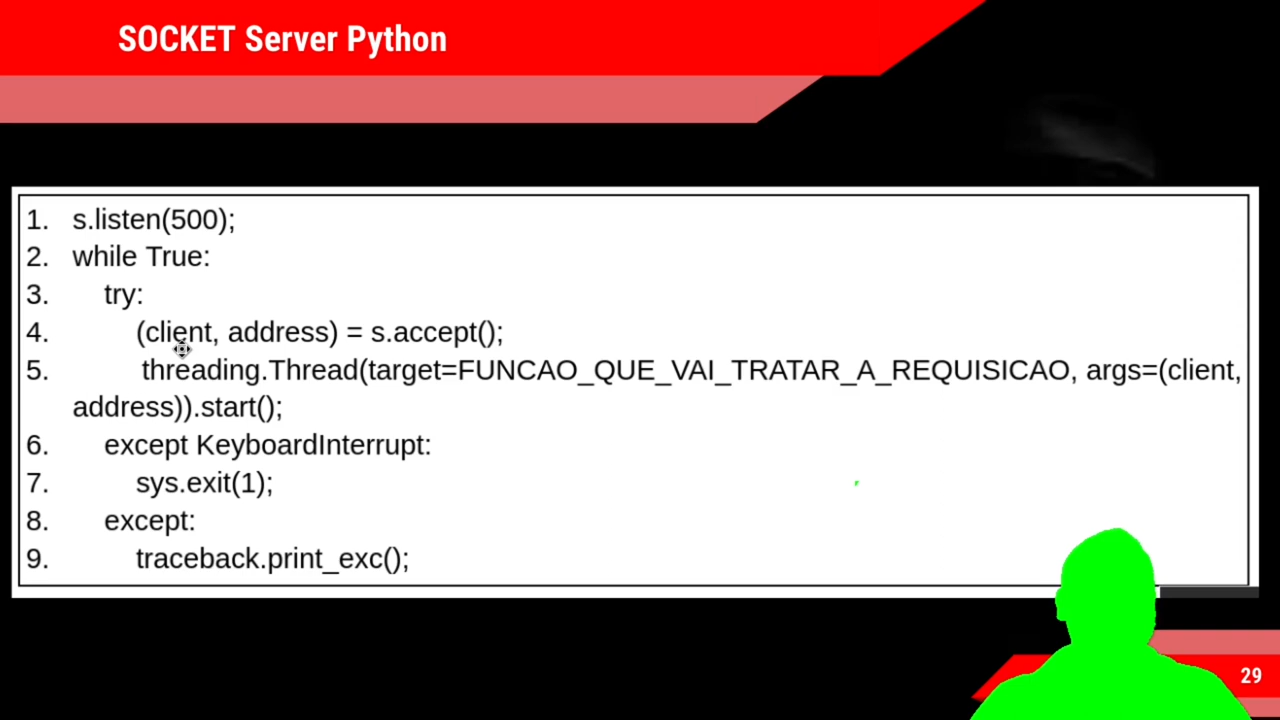 SOCKET Server Python
1. s.listen(500);
2. while True:
3. try:
4. (client, address) = s.accept();
5. threading.Thread(target=FUNCAO_QUE_VAI_TRATAR_A_REQUISICAO, args=(client,
address)).start();
6. except KeyboardInterrupt:
7. sys.exit(1);
8. except:
9. traceback.print_exc();
29